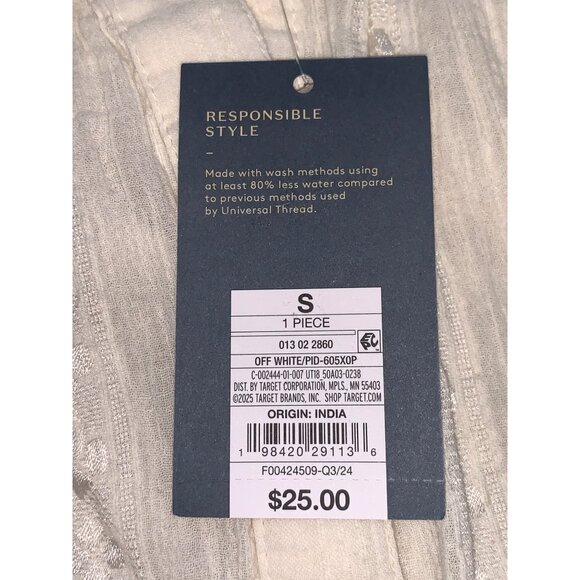 RESPONSIBLE
STYLE
–
Made with wash methods using
at least 80% less water compared
to previous methods used
by Universal Thread.
S
1 PIECE
013 02 2860
OFF WHITE/PID-605X0P
C-002444-01-007 UT18 50A03-0238
DIST. BY TARGET CORPORATION, MPLS., MN 55403
©2025 TARGET BRANDS, INC. SHOP TARGET.COM
ORIGIN: INDIA
1 98420 29113 6
F00424509-Q3/24
$25.00